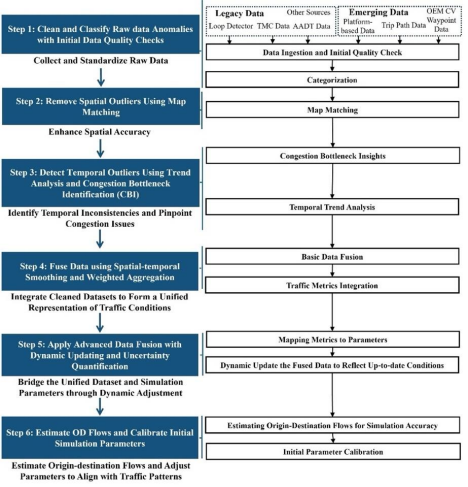 Legacy Data
Other Sources
Loop Detector
TMC Data
AADT Data
Emerging Data
Platform-
based Data
Trip Path Data
OEM CV
Waypoint
Data
Step 1: Clean and Classify Raw data Anomalies
with Initial Data Quality Checks
Collect and Standardize Raw Data
Data Ingestion and Initial Quality Check
Categorization
Step 2: Remove Spatial Outliers Using Map
Matching
Enhance Spatial Accuracy
Map Matching
Step 3: Detect Temporal Outliers Using Trend
Analysis and Congestion Bottleneck
Identification (CBI)
Identify Temporal Inconsistencies and Pinpoint
Congestion Issues
Congestion Bottleneck Insights
Temporal Trend Analysis
Step 4: Fuse Data using Spatial-temporal
Smoothing and Weighted Aggregation
Integrate Cleaned Datasets to Form a Unified
Representation of Traffic Conditions
Basic Data Fusion
Traffic Metrics Integration
Step 5: Apply Advanced Data Fusion with
Dynamic Updating and Uncertainty
Quantification
Bridge the Unified Dataset and Simulation
Parameters through Dynamic Adjustment
Mapping Metrics to Parameters
Dynamic Update the Fused Data to Reflect Up-to-date Conditions
Step 6: Estimate OD Flows and Calibrate Initial
Simulation Parameters
Estimate Origin-destination Flows and Adjust
Parameters to Align with Traffic Patterns
Estimating Origin-Destination Flows for Simulation Accuracy
Initial Parameter Calibration